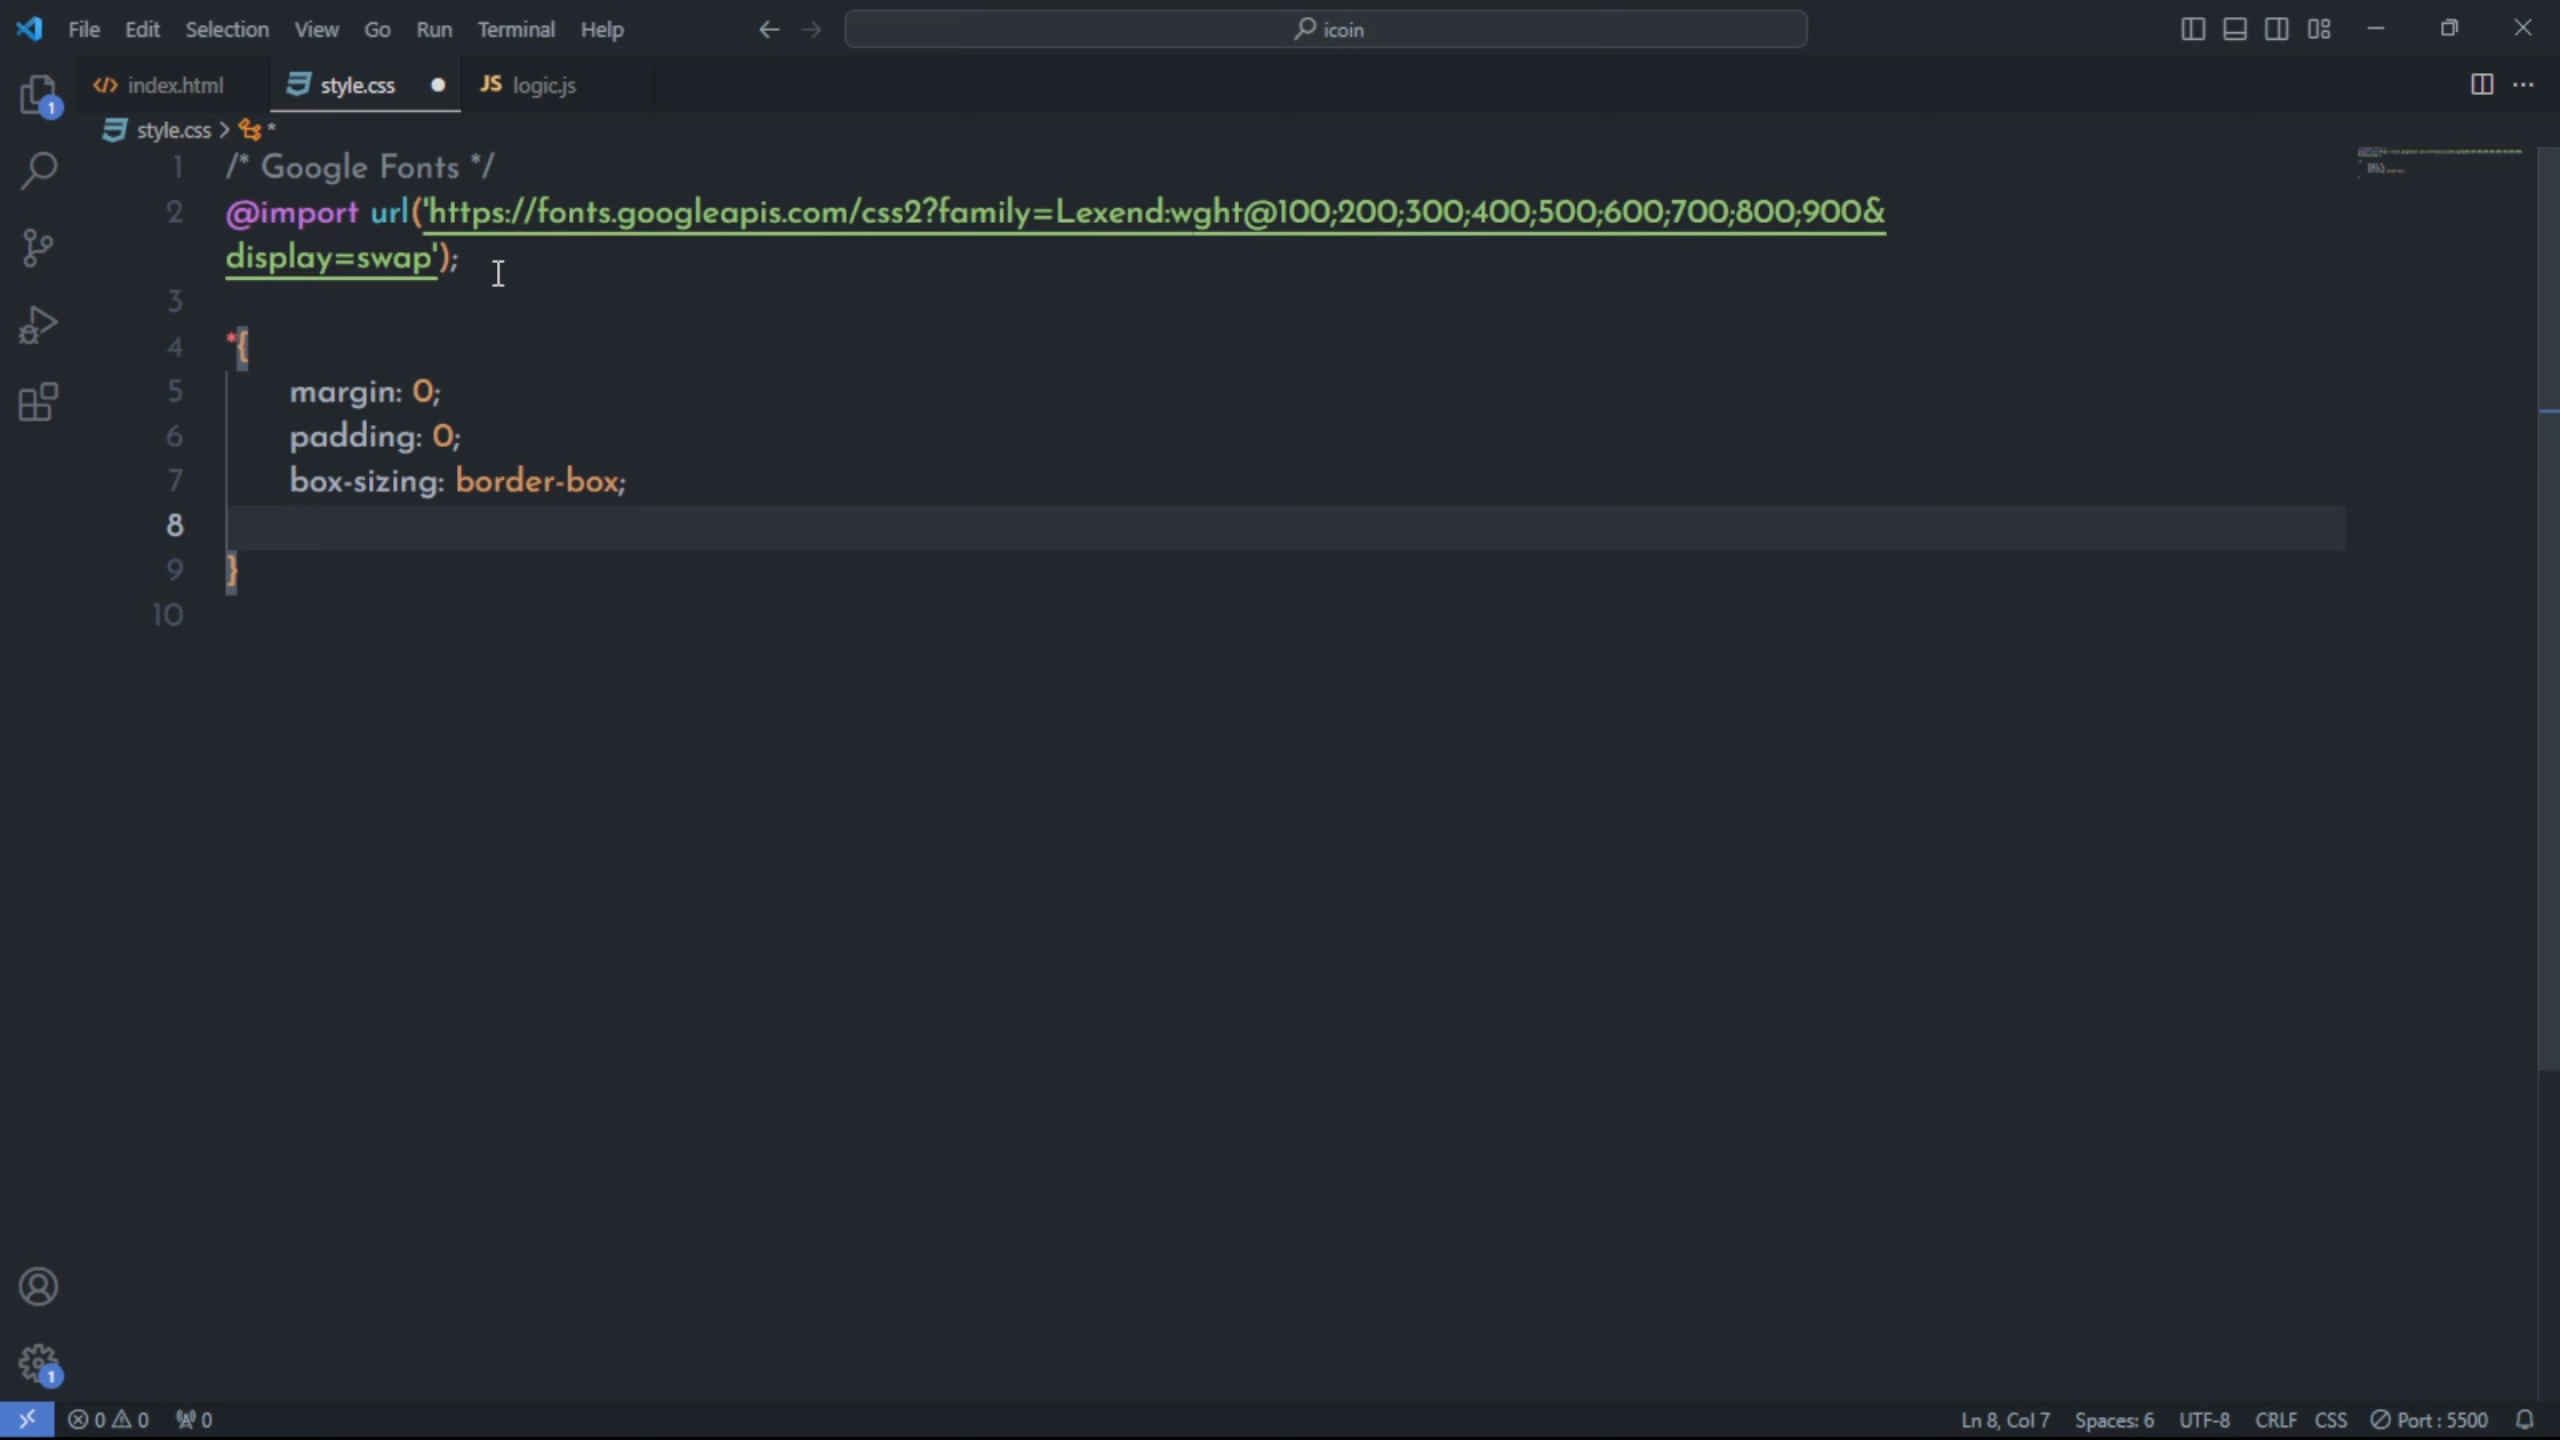 File Edit Selection View Go Run Terminal Help
icoin
index.html style.css JS logic.js
style.css > *
1 /* Google Fonts */
2 @import url('https://fonts.googleapis.com/css2?family=Lexend:wght@100;200;300;400;500;600;700;800;900&
display=swap');
3
4 *{
5 margin: 0;
6 padding: 0;
7 box-sizing: border-box;
8
9 }
10
1
1
0 0 0
Ln 8, Col 7 Spaces: 6 UTF-8 CRLF CSS Port : 5500